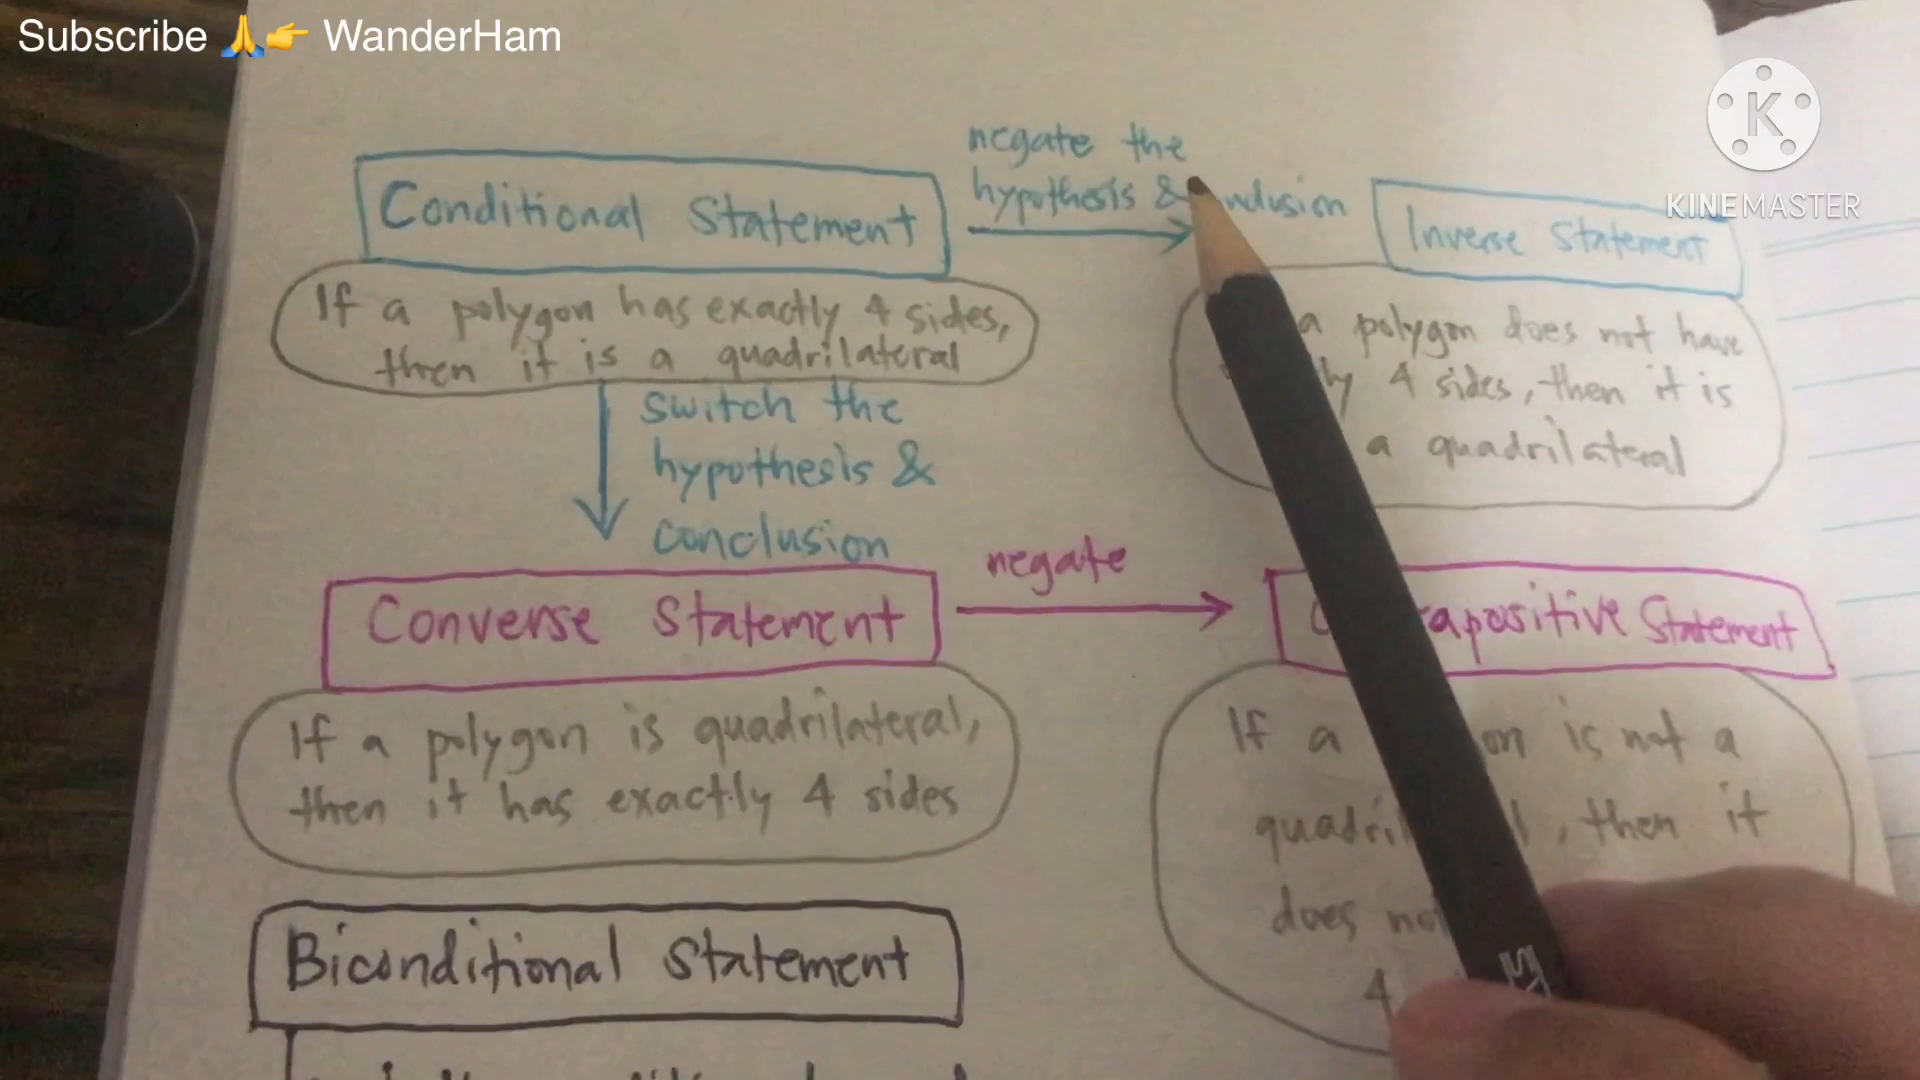 Subscribe 🙏👉 WanderHam
KINEMASTER
negate the
hypothesis &
Conditional Statement
Inverse Statement
If a polygon has exactly 4 sides,
then it is a quadrilateral
a polygon does not have
4 sides, then it is
a quadrilateral
switch the
hypothesis &
conclusion
negate
Converse Statement
Statement
If a polygon is quadrilateral,
then it has exactly 4 sides
If a is not a
, then it
does
4
Biconditional Statement